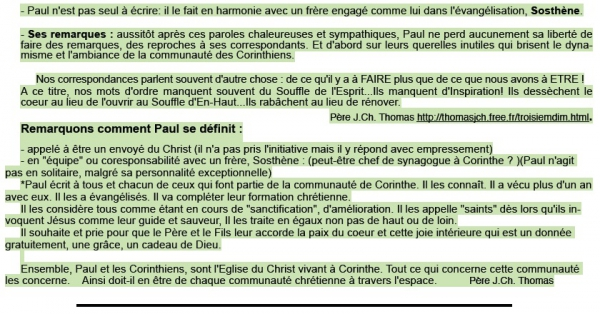 - Paul n'est pas seul à écrire: il le fait en harmonie avec un frère engagé comme lui dans l'évangélisation, Sosthène.
- Ses remarques : aussitôt après ces paroles chaleureuses et sympathiques, Paul ne perd aucunement sa liberté de
faire des remarques, des reproches à ses correspondants. Et d'abord sur leurs querelles inutiles qui brisent le dyna-
misme et l'ambiance de la communauté des Corinthiens.
Nos correspondances parlent souvent d'autre chose : de ce qu'il y a à FAIRE plus que de ce que nous avons à ETRE !
A ce titre, nos mots d'ordre manquent souvent du Souffle de l'Esprit...Ils manquent d'Inspiration! Ils dessèchent le
coeur au lieu de l'ouvrir au Souffle d'En-Haut...Ils rabâchent au lieu de rénover.
Père J.Ch. Thomas http://thomasjch.free.fr/troisiemdim.html.
Remarquons comment Paul se définit :
- appelé à être un envoyé du Christ (il n'a pas pris l'initiative mais il y répond avec empressement)
- en "équipe" ou coresponsabilité avec un frère, Sosthène : (peut-être chef de synagogue à Corinthe ? )(Paul n'agit
pas en solitaire, malgré sa personnalité exceptionnelle)
"Paul écrit à tous et chacun de ceux qui font partie de la communauté de Corinthe. Il les connaît. Il a vécu plus d'un an
avec eux. Il les a évangélisés. Il va compléter leur formation chrétienne.
Il les considère tous comme étant en cours de "sanctification", d'amélioration. Il les appelle "saints" dès lors qu'ils in-
voquent Jésus comme leur guide et sauveur, Il les traite en égaux non pas de haut ou de loin.
Il souhaite et prie pour que le Père et le Fils leur accorde la paix du coeur et cette joie intérieure qui est un donnée
gratuitement, une grâce, un cadeau de Dieu.
Ensemble, Paul et les Corinthiens, sont l'Eglise du Christ vivant à Corinthe. Tout ce qui concerne cette communauté
les concerne. Ainsi doit-il en être de chaque communauté chrétienne à travers l'espace. Père J.Ch. Thomas